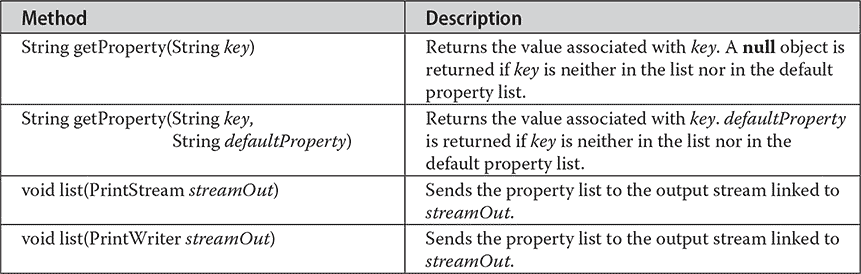 Method Description
String getProperty(String key) Returns the value associated with key. A null object is
returned if key is neither in the list nor in the default
property list.
String getProperty(String key, Returns the value associated with key. defaultProperty
String defaultProperty) is returned if key is neither in the list nor in the
default property list.
void list(PrintStream streamOut) Sends the property list to the output stream linked to
streamOut.
void list(PrintWriter streamOut) Sends the property list to the output stream linked to
streamOut.